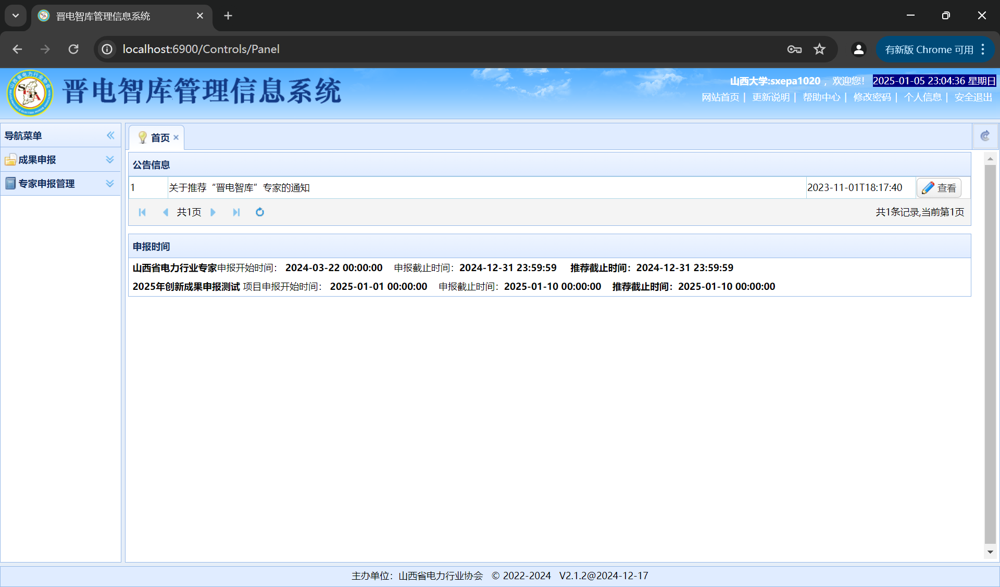 晋电智库管理信息系统
localhost:6900/Controls/Panel
有新版 Chrome 可用
晋电智库管理信息系统
山西大学:sxepa1020 ，欢迎您！ 2025-01-05 23:04:36 星期日
网站首页 | 更新说明 | 帮助中心 | 修改密码 | 个人信息 | 安全退出
导航菜单
成果申报
专家申报管理
首页
公告信息
1 关于推荐“晋电智库”专家的通知 2023-11-01T18:17:40 查看
共1页 共1条记录,当前第1页
申报时间
山西省电力行业专家申报开始时间： 2024-03-22 00:00:00 申报截止时间：2024-12-31 23:59:59 推荐截止时间：2024-12-31 23:59:59
2025年创新成果申报测试 项目申报开始时间： 2025-01-01 00:00:00 申报截止时间：2025-01-10 00:00:00 推荐截止时间：2025-01-10 00:00:00
主办单位：山西省电力行业协会 © 2022-2024 V2.1.2@2024-12-17